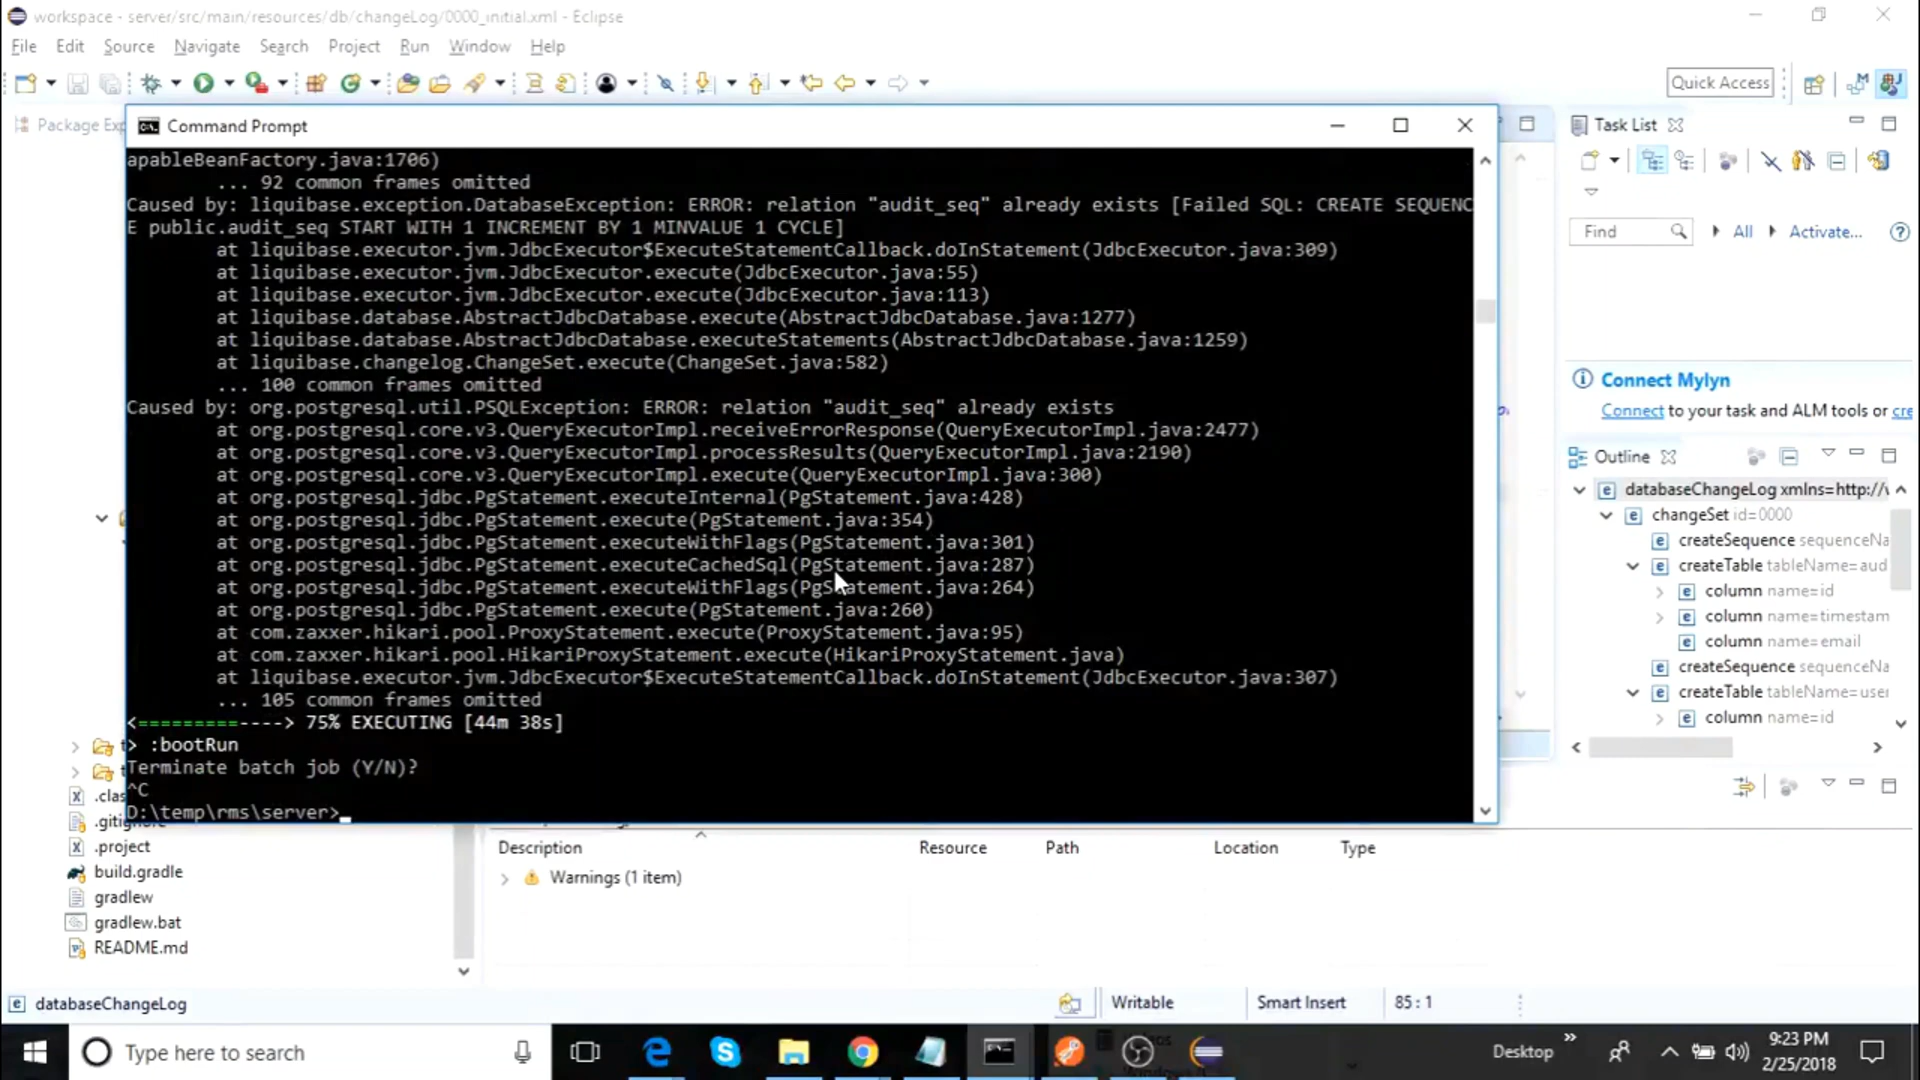 workspace - server/src/main/resources/db/changeLog/0000_initial.xml - Eclipse
File Edit Source Navigate Search Project Run Window Help
Quick Access
Package Exp
Command Prompt
Task List
apableBeanFactory.java:1706)
... 92 common frames omitted
Caused by: liquibase.exception.DatabaseException: ERROR: relation "audit_seq" already exists [Failed SQL: CREATE SEQUENC
E public.audit_seq START WITH 1 INCREMENT BY 1 MINVALUE 1 CYCLE]
at liquibase.executor.jvm.JdbcExecutor$ExecuteStatementCallback.doInStatement(JdbcExecutor.java:309)
at liquibase.executor.jvm.JdbcExecutor.execute(JdbcExecutor.java:55)
at liquibase.executor.jvm.JdbcExecutor.execute(JdbcExecutor.java:113)
at liquibase.database.AbstractJdbcDatabase.execute(AbstractJdbcDatabase.java:1277)
at liquibase.database.AbstractJdbcDatabase.executeStatements(AbstractJdbcDatabase.java:1259)
at liquibase.changelog.ChangeSet.execute(ChangeSet.java:582)
... 100 common frames omitted
Caused by: org.postgresql.util.PSQLException: ERROR: relation "audit_seq" already exists
at org.postgresql.core.v3.QueryExecutorImpl.receiveErrorResponse(QueryExecutorImpl.java:2477)
at org.postgresql.core.v3.QueryExecutorImpl.processResults(QueryExecutorImpl.java:2190)
at org.postgresql.core.v3.QueryExecutorImpl.execute(QueryExecutorImpl.java:300)
at org.postgresql.jdbc.PgStatement.executeInternal(PgStatement.java:428)
at org.postgresql.jdbc.PgStatement.execute(PgStatement.java:354)
at org.postgresql.jdbc.PgStatement.executeWithFlags(PgStatement.java:301)
at org.postgresql.jdbc.PgStatement.executeCachedSql(PgStatement.java:287)
at org.postgresql.jdbc.PgStatement.executeWithFlags(PgStatement.java:264)
at org.postgresql.jdbc.PgStatement.execute(PgStatement.java:260)
at com.zaxxer.hikari.pool.ProxyStatement.execute(ProxyStatement.java:95)
at com.zaxxer.hikari.pool.HikariProxyStatement.execute(HikariProxyStatement.java)
at liquibase.executor.jvm.JdbcExecutor$ExecuteStatementCallback.doInStatement(JdbcExecutor.java:307)
... 105 common frames omitted
<=========----> 75% EXECUTING [44m 38s]
> :bootRun
Terminate batch job (Y/N)?
^C
D:\temp\rms\server>
Find All Activate...
Connect Mylyn
Connect to your task and ALM tools or cre
Outline
databaseChangeLog xmlns=http://v
changeSet id=0000
createSequence sequenceNa
createTable tableName=aud
column name=id
column name=timestam
column name=email
createSequence sequenceNa
createTable tableName=user
column name=id
.clas
.gitignore
.project
build.gradle
gradlew
gradlew.bat
README.md
Description Resource Path Location Type
Warnings (1 item)
databaseChangeLog
Writable Smart Insert 85 : 1
Type here to search
Desktop
9:23 PM
2/25/2018